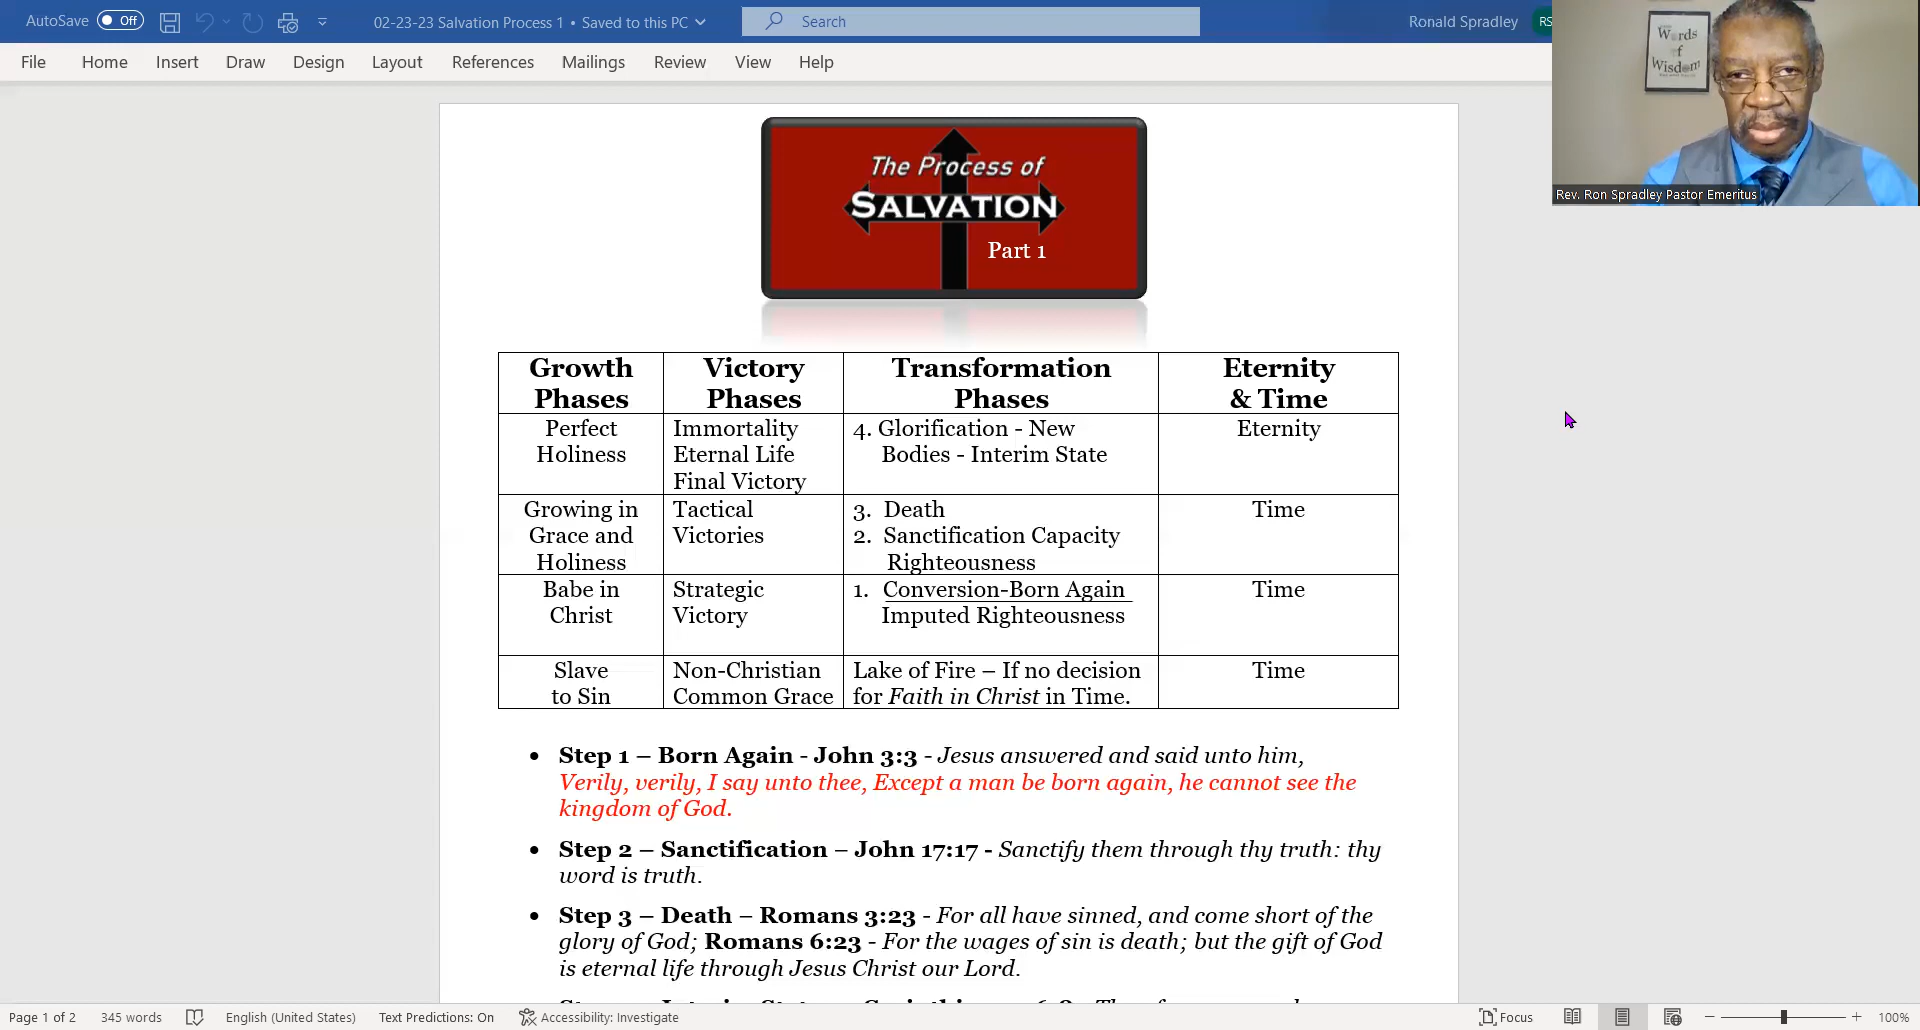 AutoSave Off 02-23-23 Salvation Process 1 • Saved to this PC Search Ronald Spradley RS
File Home Insert Draw Design Layout References Mailings Review View Help
Words
of
Wisdom
Rev. Ron Spradley Pastor Emeritus
The Process of
SALVATION
Part 1
Growth Phases Victory Phases Transformation Phases Eternity & Time
Perfect Holiness
Immortality
Eternal Life
Final Victory
4. Glorification - New
Bodies - Interim State
Eternity
Growing in
Grace and
Holiness
Tactical
Victories
3. Death
2. Sanctification Capacity
Righteousness
Time
Babe in
Christ
Strategic
Victory
1. Conversion-Born Again
Imputed Righteousness
Time
Slave
to Sin
Non-Christian
Common Grace
Lake of Fire – If no decision
for Faith in Christ in Time.
Time
• Step 1 – Born Again - John 3:3 - Jesus answered and said unto him,
Verily, verily, I say unto thee, Except a man be born again, he cannot see the
kingdom of God.
• Step 2 – Sanctification – John 17:17 - Sanctify them through thy truth: thy
word is truth.
• Step 3 – Death – Romans 3:23 - For all have sinned, and come short of the
glory of God; Romans 6:23 - For the wages of sin is death; but the gift of God
is eternal life through Jesus Christ our Lord.
Page 1 of 2 345 words English (United States) Text Predictions: On Accessibility: Investigate Focus 100%